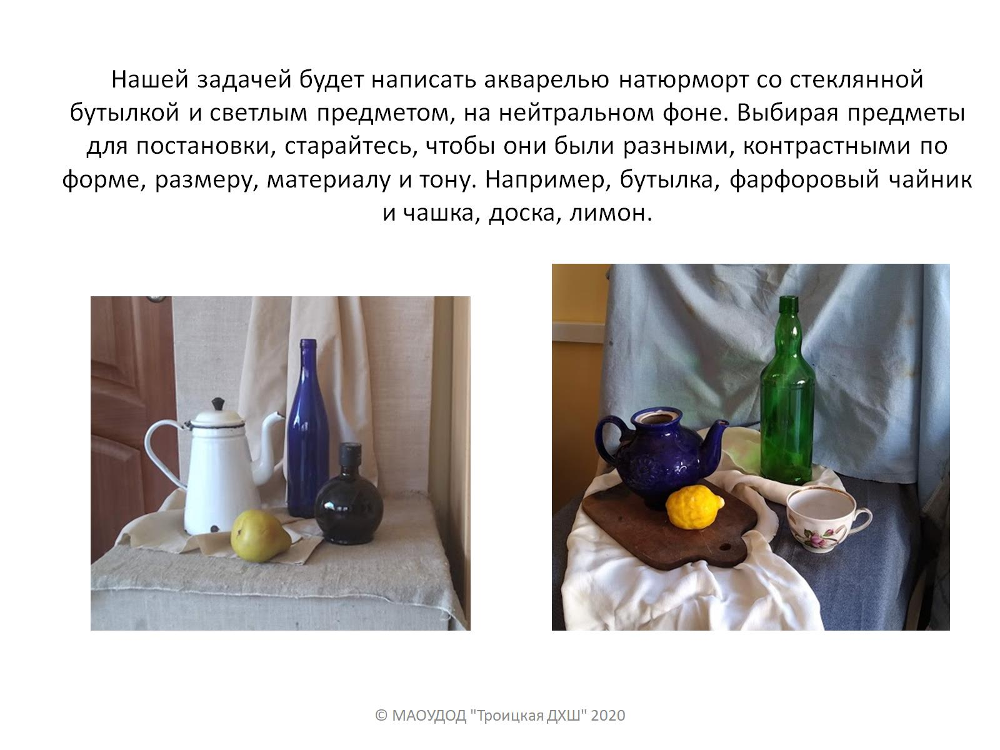 Нашей задачей будет написать акварелью натюрморт со стеклянной
бутылкой и светлым предметом, на нейтральном фоне. Выбирая предметы
для постановки, старайтесь, чтобы они были разными, контрастными по
форме, размеру, материалу и тону. Например, бутылка, фарфоровый чайник
и чашка, доска, лимон.
© МАОУДОД "Троицкая ДХШ" 2020